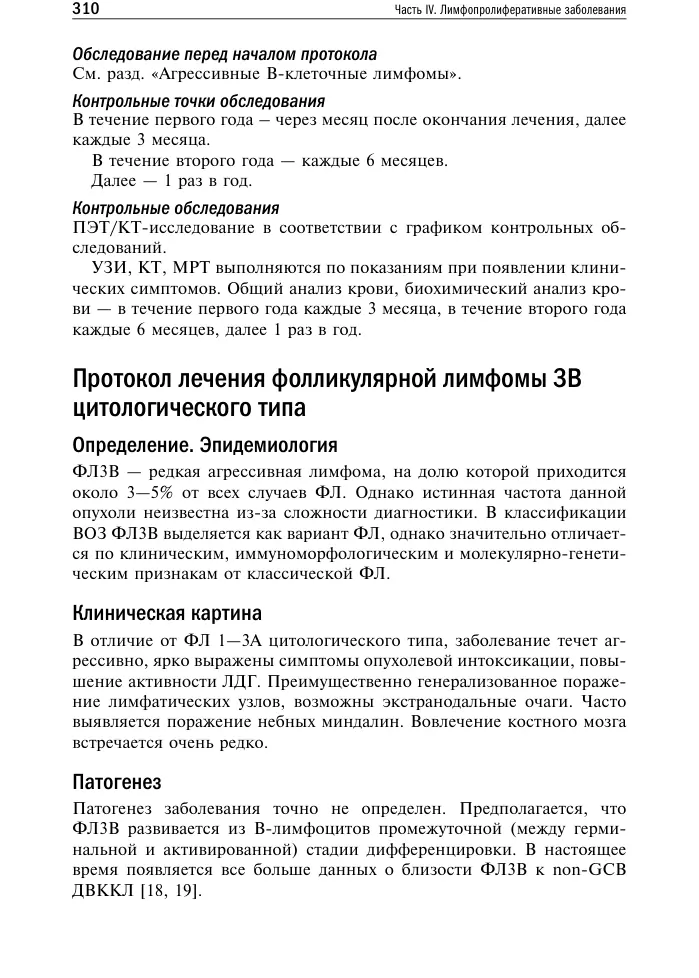 310
Часть IV. Лимфопролиферативные заболевания
Обследование перед началом протокола
См. разд. «Агрессивные В-клеточные лимфомы».
Контрольные точки обследования
В течение первого года – через месяц после окончания лечения, далее
каждые 3 месяца.
В течение второго года — каждые 6 месяцев.
Далее — 1 раз в год.
Контрольные обследования
ПЭТ/КТ-исследование в соответствии с графиком контрольных об-
следований.
УЗИ, КТ, МРТ выполняются по показаниям при появлении клини-
ческих симптомов. Общий анализ крови, биохимический анализ кро-
ви — в течение первого года каждые 3 месяца, в течение второго года
каждые 6 месяцев, далее 1 раз в год.
Протокол лечения фолликулярной лимфомы 3В
цитологического типа
Определение. Эпидемиология
ФЛ3В — редкая агрессивная лимфома, на долю которой приходится
около 3—5% от всех случаев ФЛ. Однако истинная частота данной
опухоли неизвестна из-за сложности диагностики. В классификации
ВОЗ ФЛ3В выделяется как вариант ФЛ, однако значительно отличает-
ся по клиническим, иммуноморфологическим и молекулярно-генети-
ческим признакам от классической ФЛ.
Клиническая картина
В отличие от ФЛ 1—3А цитологического типа, заболевание течет аг-
рессивно, ярко выражены симптомы опухолевой интоксикации, повы-
шение активности ЛДГ. Преимущественно генерализованное пораже-
ние лимфатических узлов, возможны экстранодальные очаги. Часто
выявляется поражение небных миндалин. Вовлечение костного мозга
встречается очень редко.
Патогенез
Патогенез заболевания точно не определен. Предполагается, что
ФЛ3В развивается из В-лимфоцитов промежуточной (между герми-
нальной и активированной) стадии дифференцировки. В настоящее
время появляется все больше данных о близости ФЛ3В к non-GCB
ДВККЛ [18, 19].